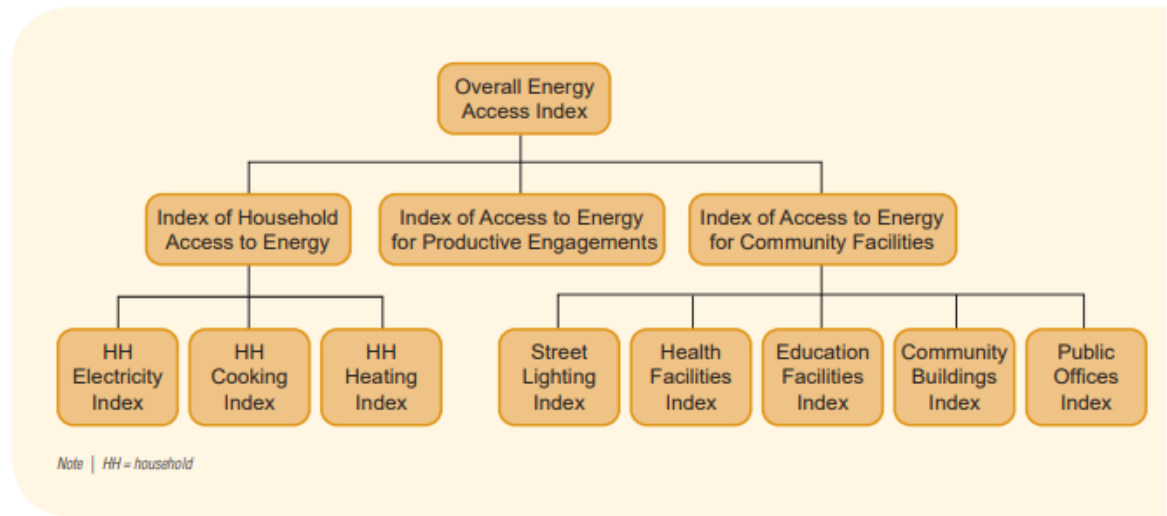 Overall Energy
Access Index
Index of Household
Access to Energy
Index of Access to Energy
for Productive Engagements
Index of Access to Energy
for Community Facilities
HH
Electricity
Index
HH
Cooking
Index
HH
Heating
Index
Street
Lighting
Index
Health
Facilities
Index
Education
Facilities
Index
Community
Buildings
Index
Public
Offices
Index
Note | HH = household